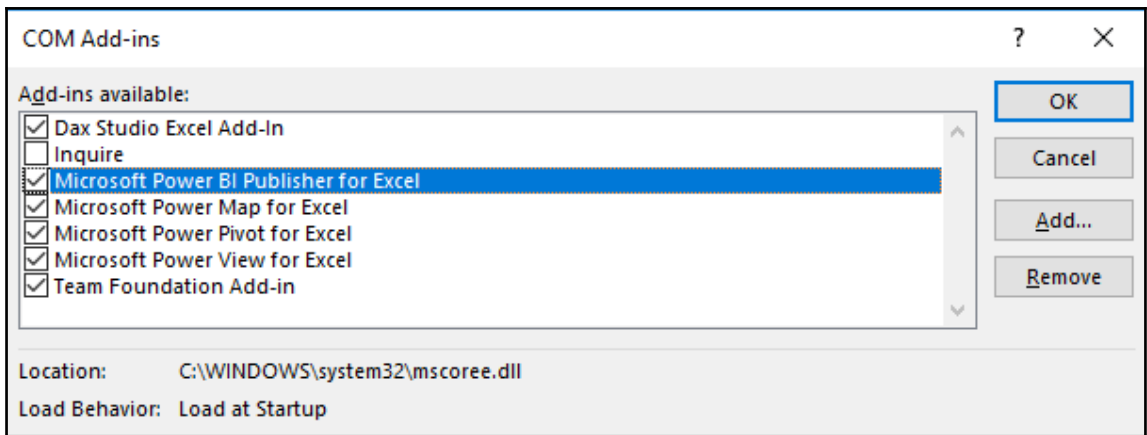 COM Add-ins ? ×
Add-ins available:
OK
Dax Studio Excel Add-In
Inquire
Cancel
Microsoft Power BI Publisher for Excel
Microsoft Power Map for Excel
Add...
Microsoft Power Pivot for Excel
Microsoft Power View for Excel
Remove
Team Foundation Add-in
Location: C:\WINDOWS\system32\mscoree.dll
Load Behavior: Load at Startup